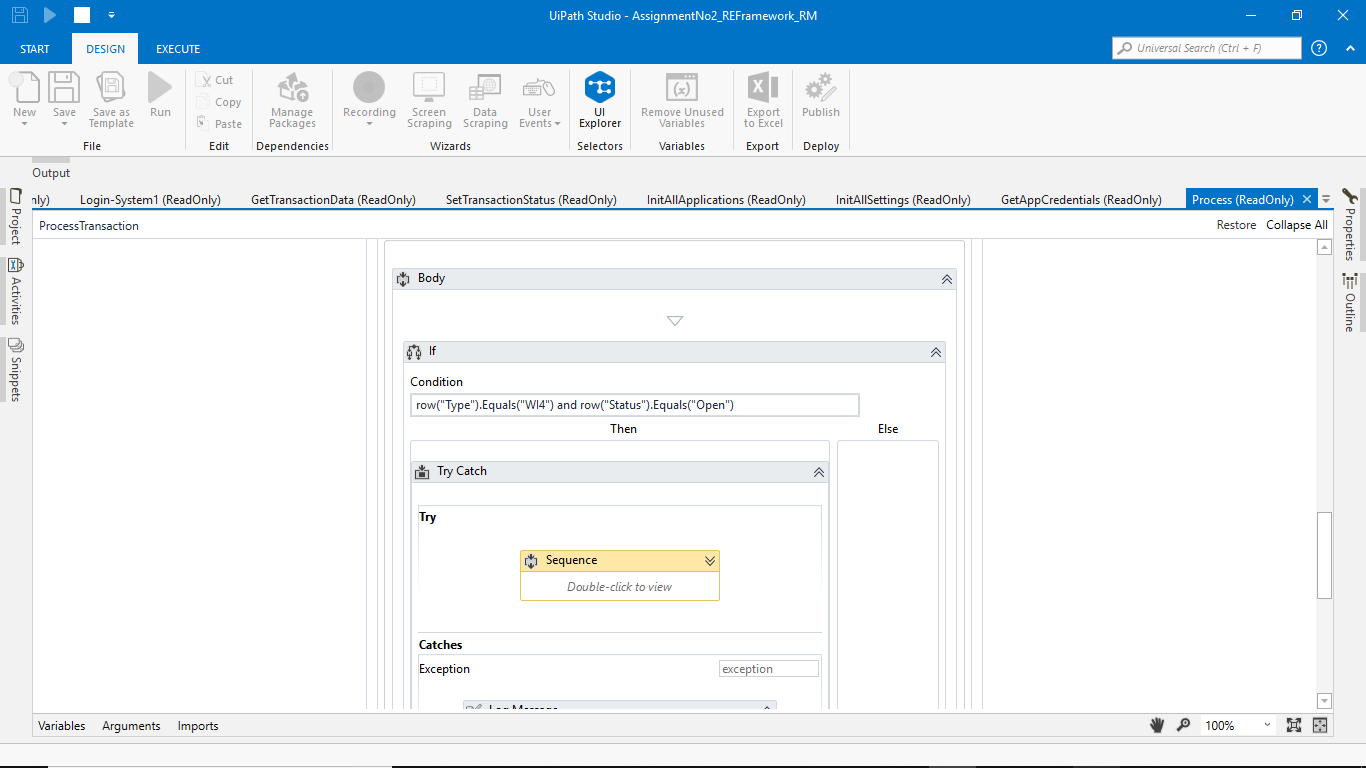 UiPath Studio - AssignmentNo2_REFramework_RM
START DESIGN EXECUTE
Universal Search (Ctrl + F)
New Save Save as Template Run
Cut
Copy
Paste
Manage Packages
Recording Screen Scraping Data Scraping User Events
UI Explorer
Remove Unused Variables
Export to Excel
Publish
File Edit Dependencies Wizards Selectors Variables Export Deploy
Output
nly) Login-System1 (ReadOnly) GetTransactionData (ReadOnly) SetTransactionStatus (ReadOnly) InitAllApplications (ReadOnly) InitAllSettings (ReadOnly) GetAppCredentials (ReadOnly) Process (ReadOnly)
Project
Activities
Snippets
Properties
Outline
ProcessTransaction Restore Collapse All
Body
If
Condition
row("Type").Equals("WI4") and row("Status").Equals("Open")
Then Else
Try Catch
Try
Sequence
Double-click to view
Catches
Exception exception
Log Message
Variables Arguments Imports 100%